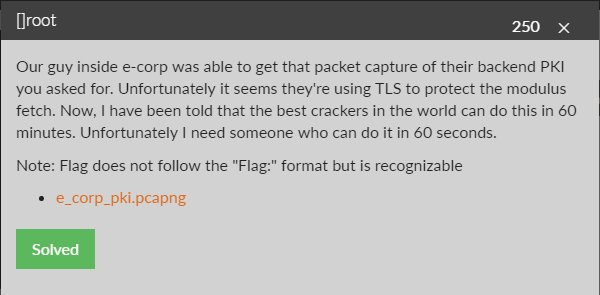 []root
250 ×
Our guy inside e-corp was able to get that packet capture of their backend PKI
you asked for. Unfortunately it seems they're using TLS to protect the modulus
fetch. Now, I have been told that the best crackers in the world can do this in 60
minutes. Unfortunately I need someone who can do it in 60 seconds.
Note: Flag does not follow the "Flag:" format but is recognizable
• e_corp_pki.pcapng
Solved